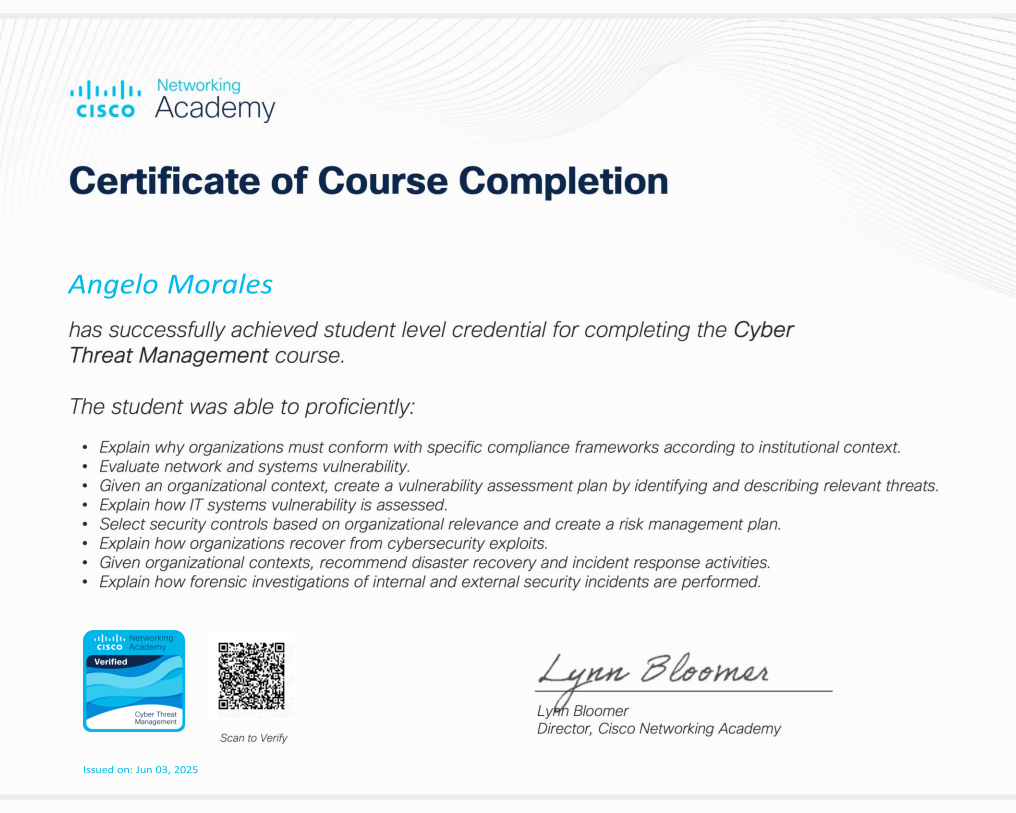 Networking
CISCO Academy
Certificate of Course Completion
Angelo Morales
has successfully achieved student level credential for completing the Cyber
Threat Management course.
The student was able to proficiently:
• Explain why organizations must conform with specific compliance frameworks according to institutional context.
• Evaluate network and systems vulnerability.
• Given an organizational context, create a vulnerability assessment plan by identifying and describing relevant threats.
• Explain how IT systems vulnerability is assessed.
• Select security controls based on organizational relevance and create a risk management plan.
• Explain how organizations recover from cybersecurity exploits.
• Given organizational contexts, recommend disaster recovery and incident response activities.
• Explain how forensic investigations of internal and external security incidents are performed.
Networking
CISCO Academy
Verified
Cyber Threat
Management
Scan to Verify
Lynn Bloomer
Lynn Bloomer
Director, Cisco Networking Academy
Issued on: Jun 03, 2025